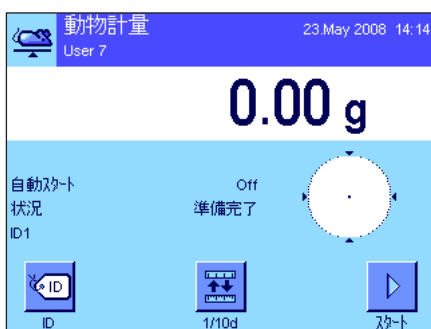 動物計量
User 7
23.May 2008 14:14
0.00 g
自動ｽﾀｰﾄ Off
状況 準備完了
ID1
ID
ID 1/10d ｽﾀｰﾄ